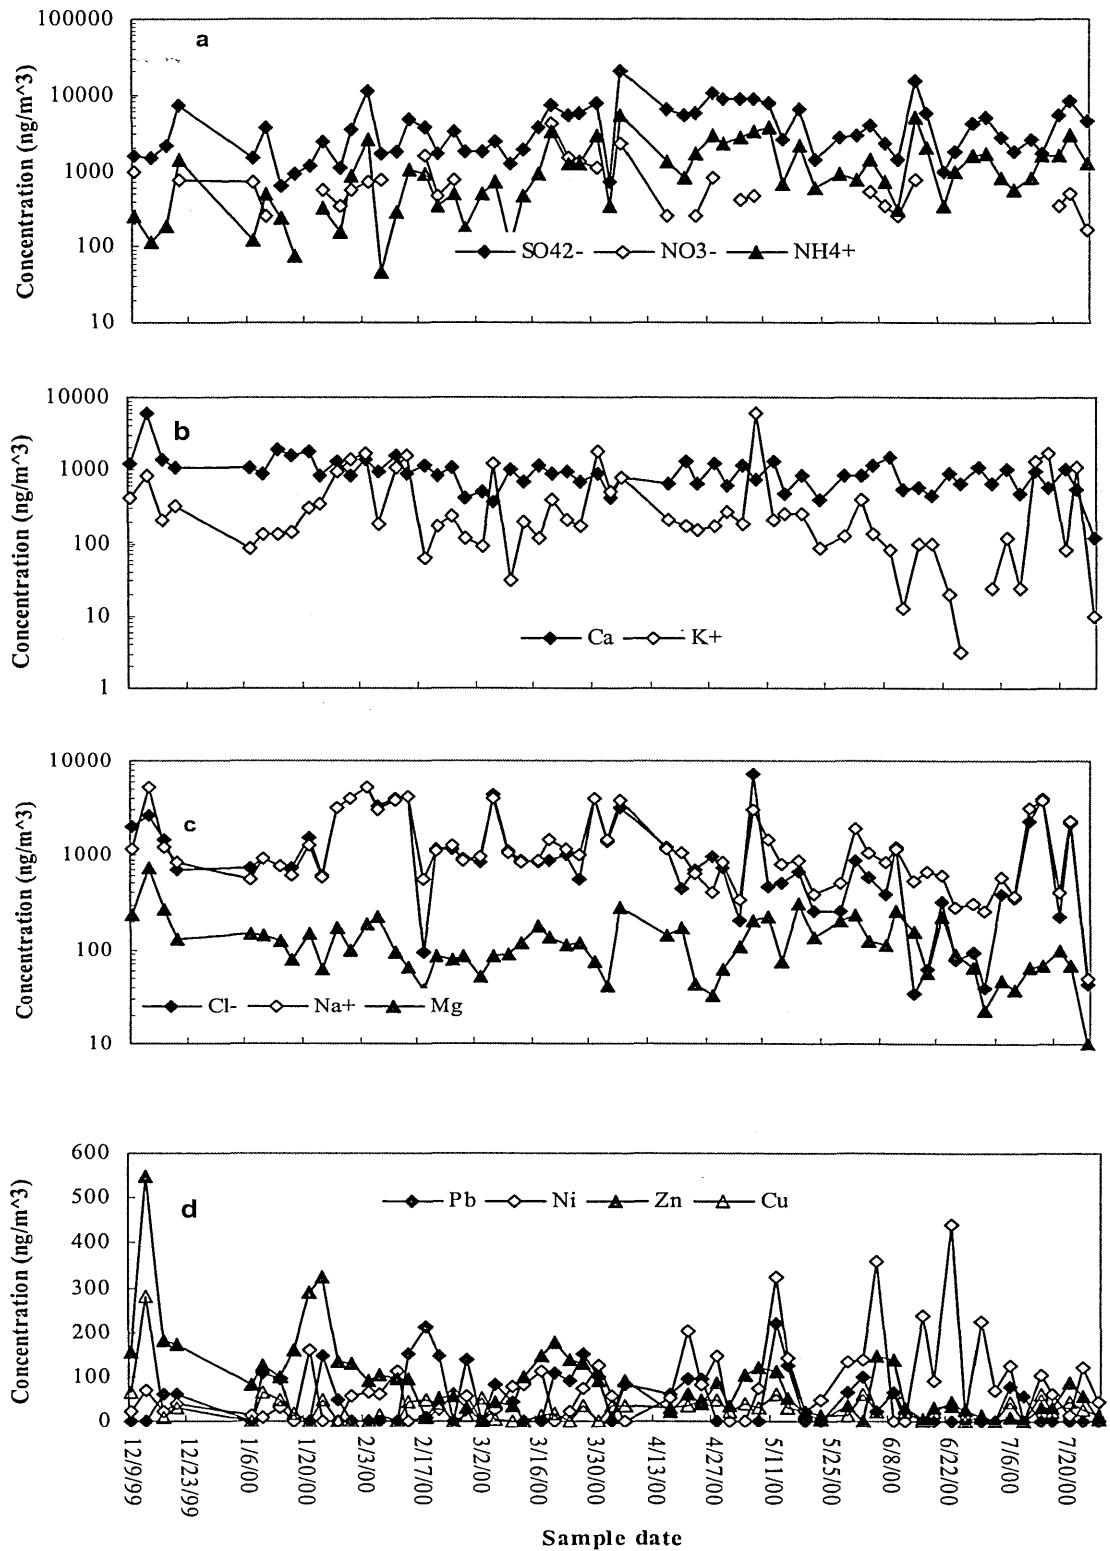 100000
a
10000
1000
100
10
Concentration (ng/m^3)
SO42- NO3- NH4+
10000
b
1000
100
10
1
Concentration (ng/m^3)
Ca K+
10000
c
1000
100
10
Concentration (ng/m^3)
Cl- Na+ Mg
600
500
400
300
200
100
0
d
Concentration (ng/m^3)
Pb Ni Zn Cu
12/9/99 12/23/99 1/6/00 1/20/00 2/3/00 2/17/00 3/2/00 3/16/00 3/30/00 4/13/00 4/27/00 5/11/00 5/25/00 6/8/00 6/22/00 7/6/00 7/20/00
Sample date